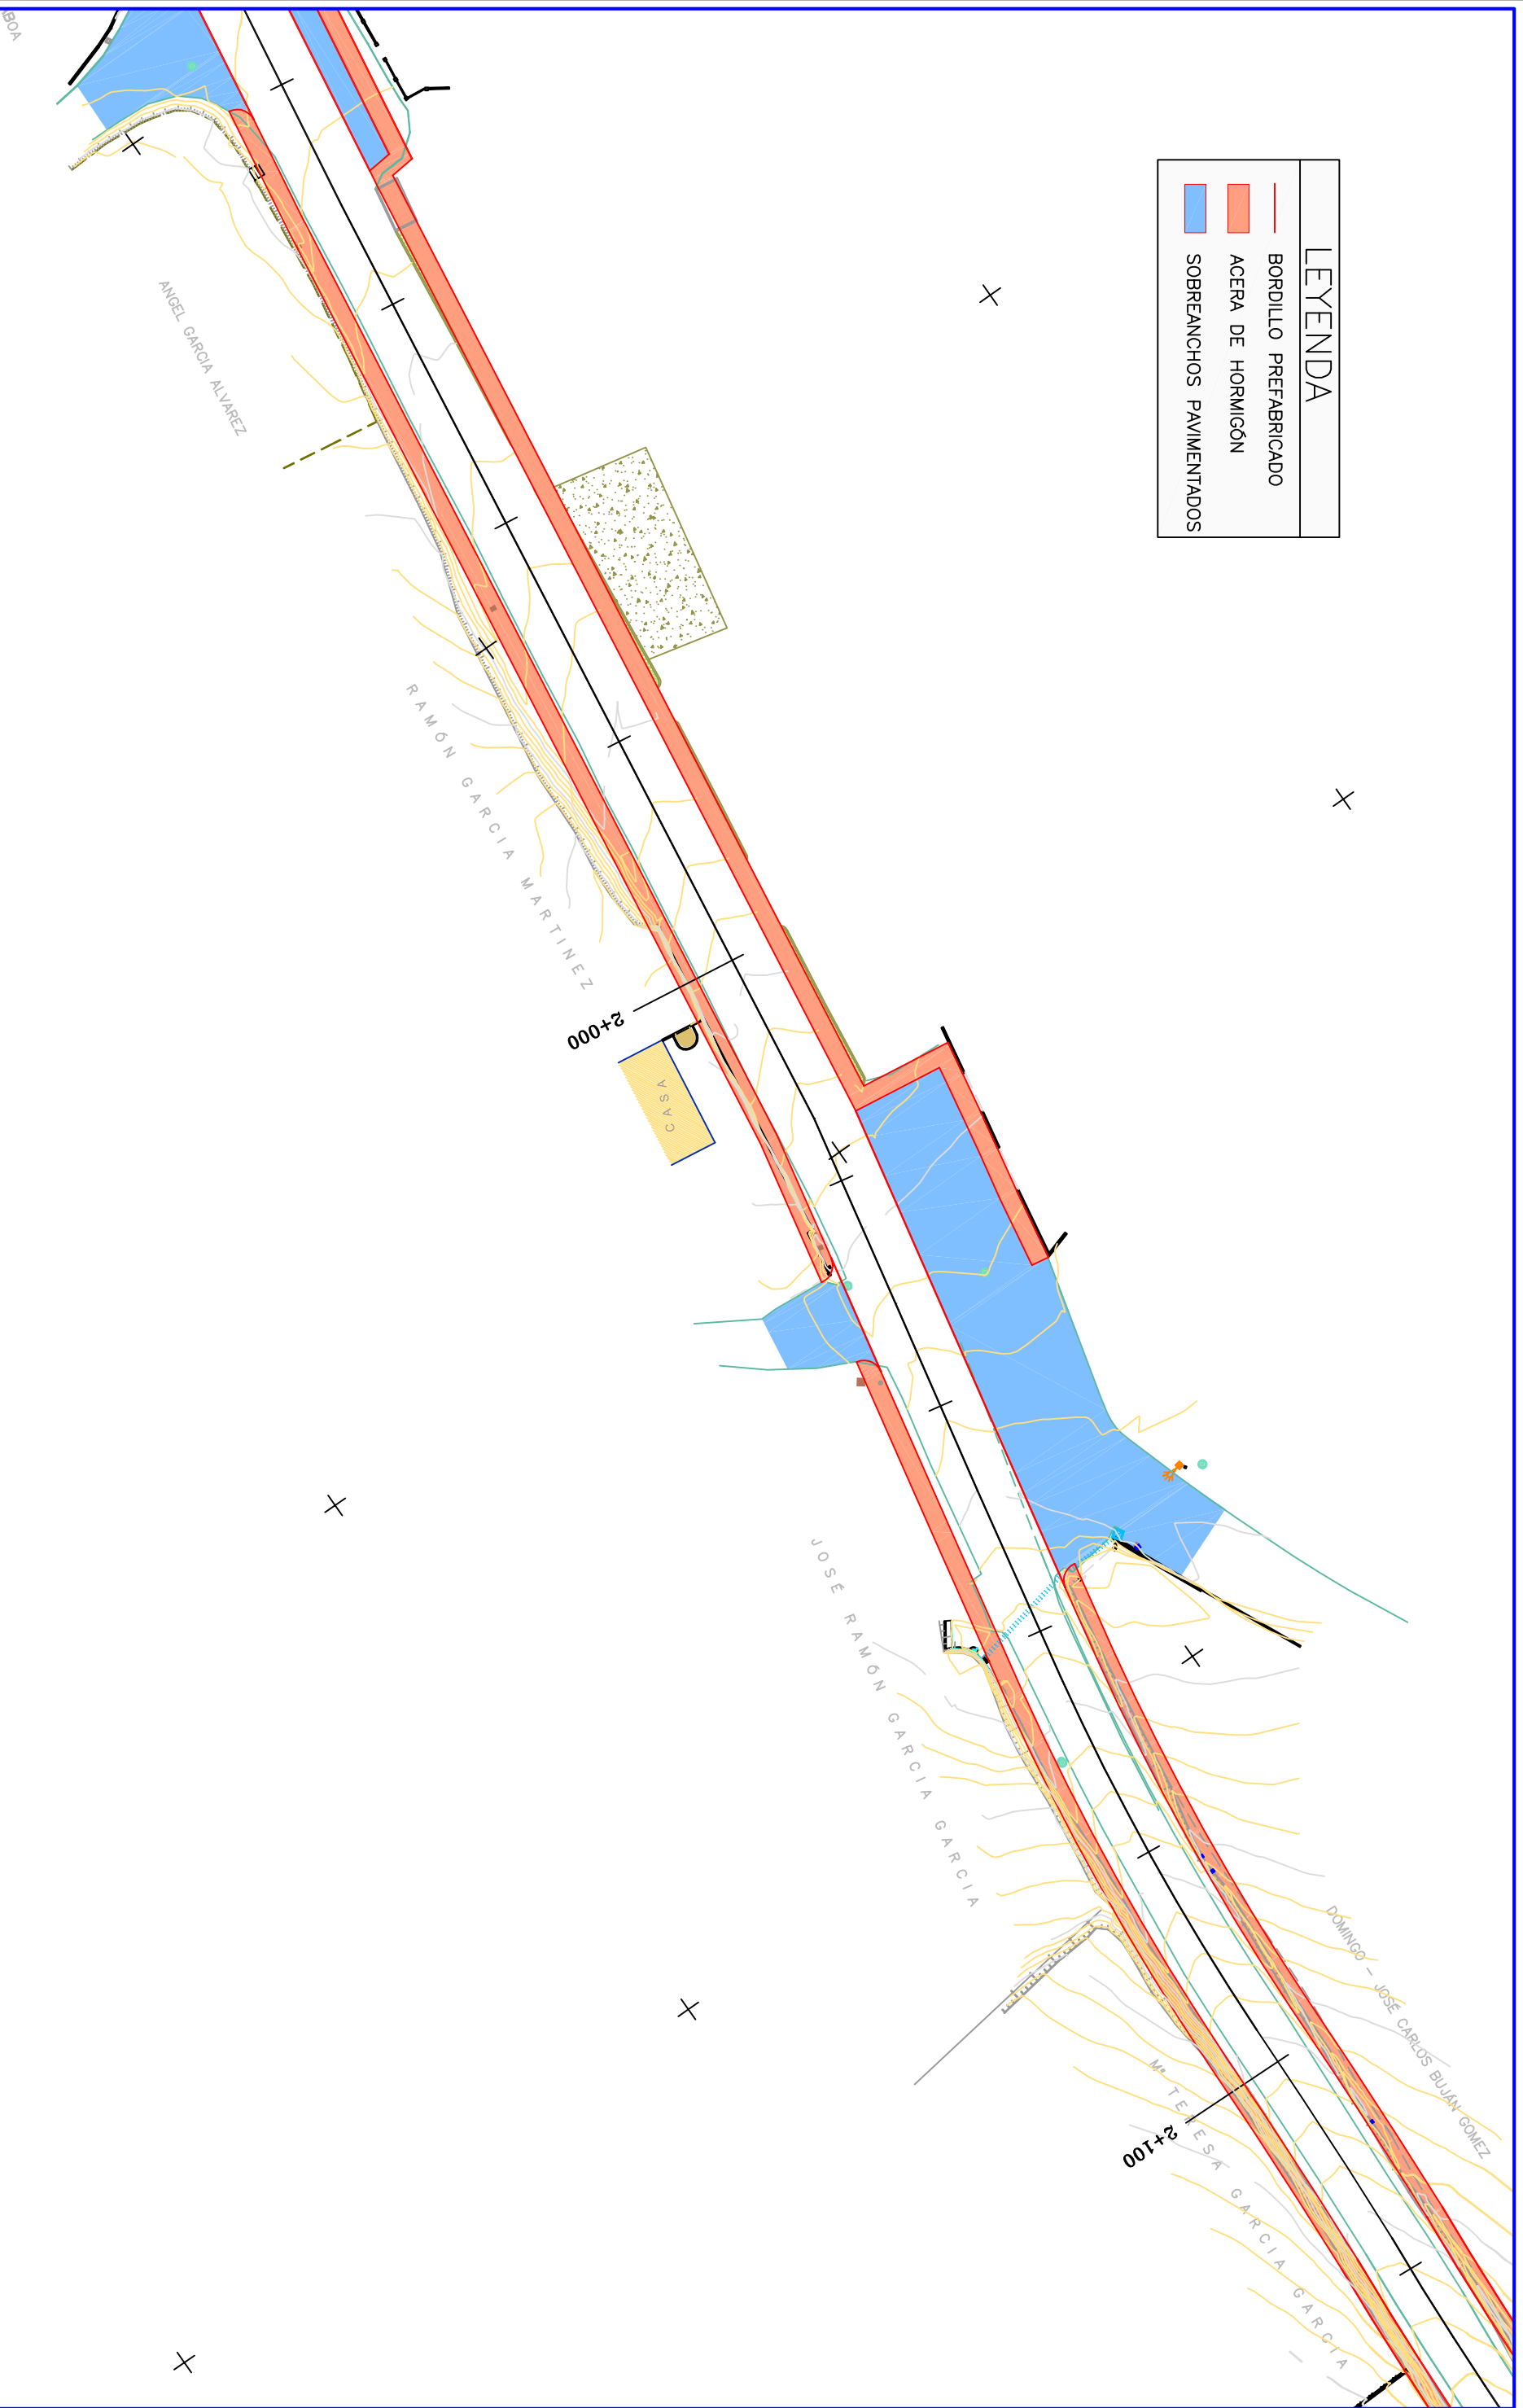 LEYENDA
BORDILLO PREFABRICADO
ACERA DE HORMIGÓN
SOBREANCHOS PAVIMENTADOS
ANGEL GARCIA ALVAREZ
RAMÓN GARCIA MARTINEZ
2+000
CASA
JOSÉ RAMÓN GARCIA GARCIA
DOMINGO – JOSÉ CARLOS BUJÁN GOMEZ
Mª TERESA GARCIA GARCIA
2+100